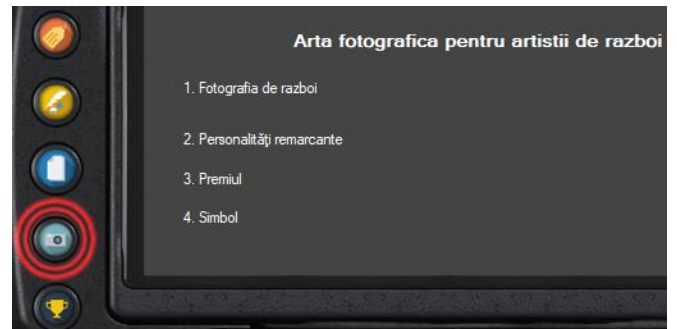 Arta fotografica pentru artistii de razboi
1. Fotografia de razboi
2. Personalităţi remarcante
3. Premiul
4. Simbol